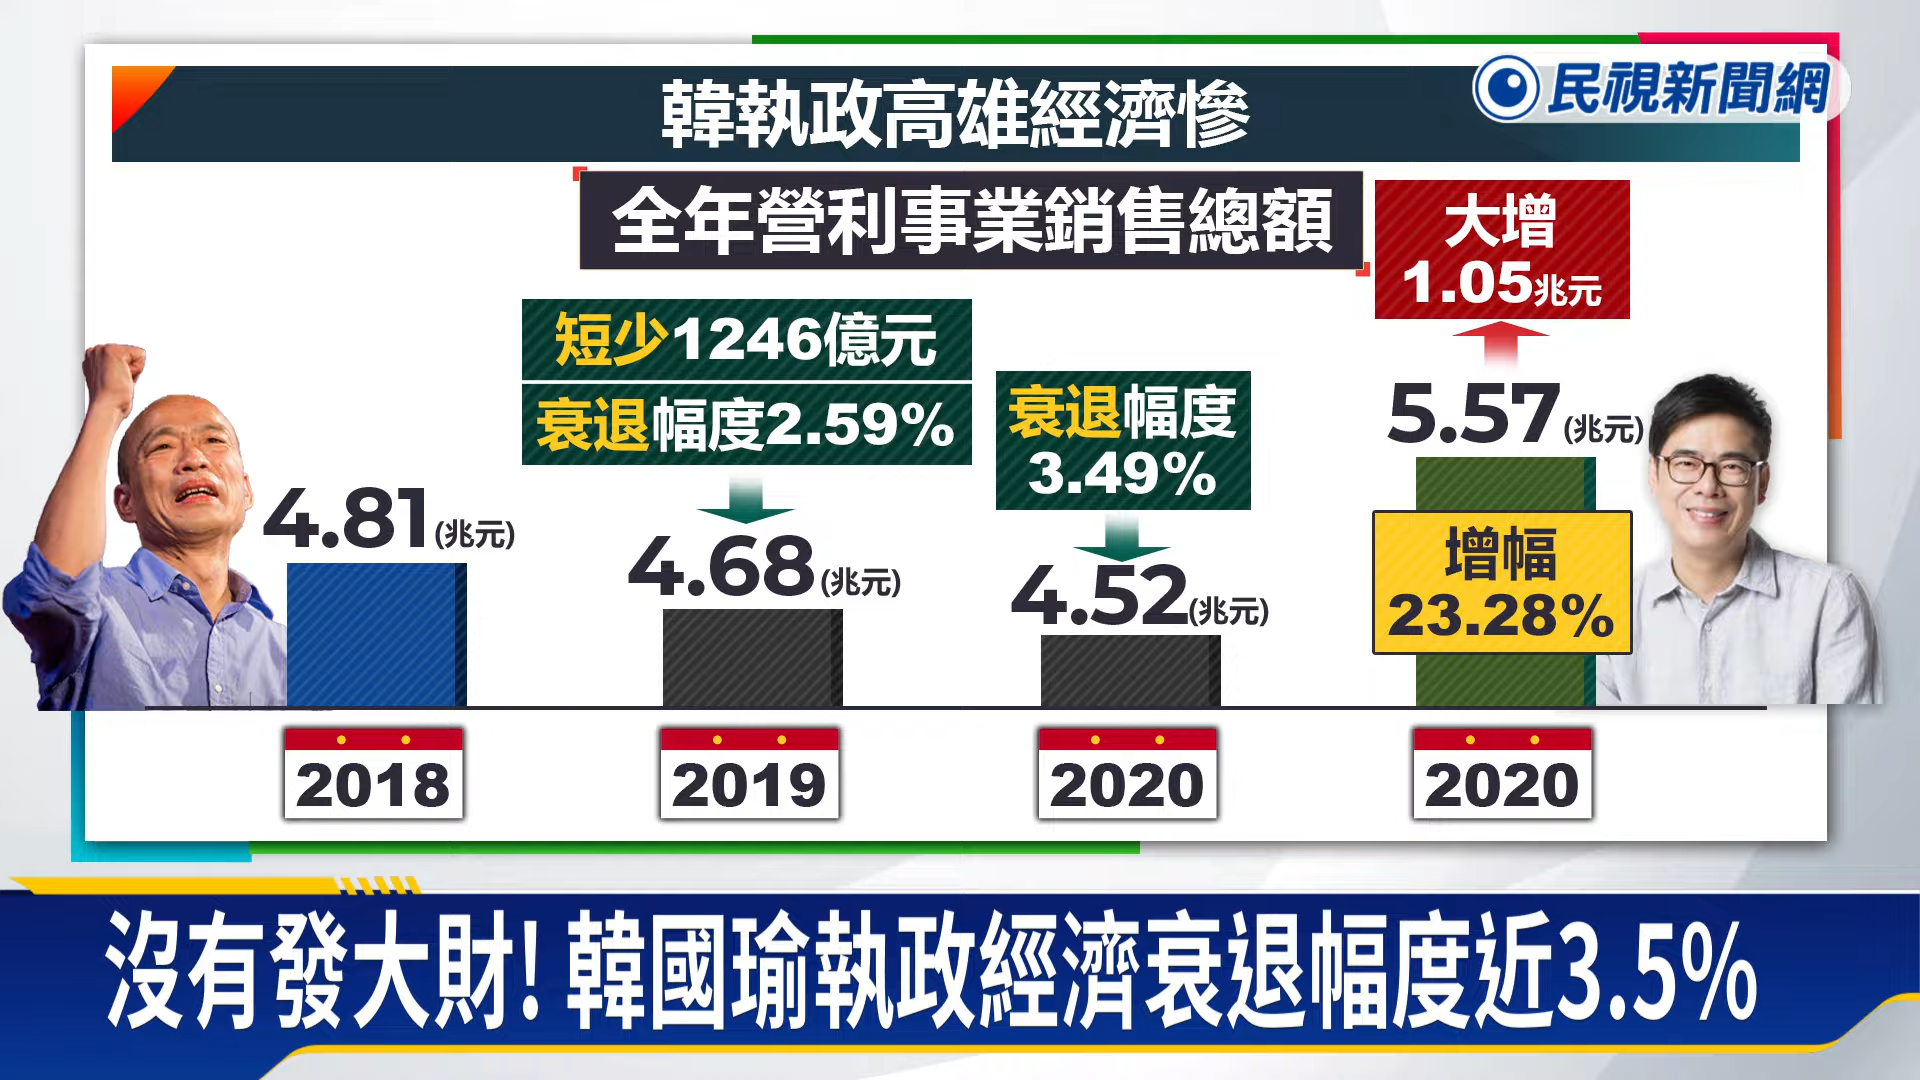 韓執政高雄經濟慘
民視新聞網
全年營利事業銷售總額
大增
1.05兆元
短少1246億元
衰退幅度2.59%
衰退幅度
3.49%
4.81(兆元)
4.68(兆元)
4.52(兆元)
5.57(兆元)
增幅
23.28%
2018
2019
2020
2020
沒有發大財!韓國瑜執政經濟衰退幅度近3.5%